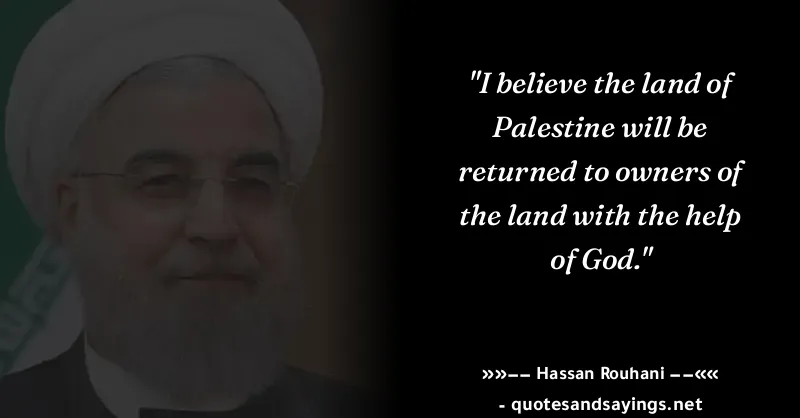 "I believe the land of
Palestine will be
returned to owners of
the land with the help
of God."
»»−− Hassan Rouhani −−««
- quotesandsayings.net